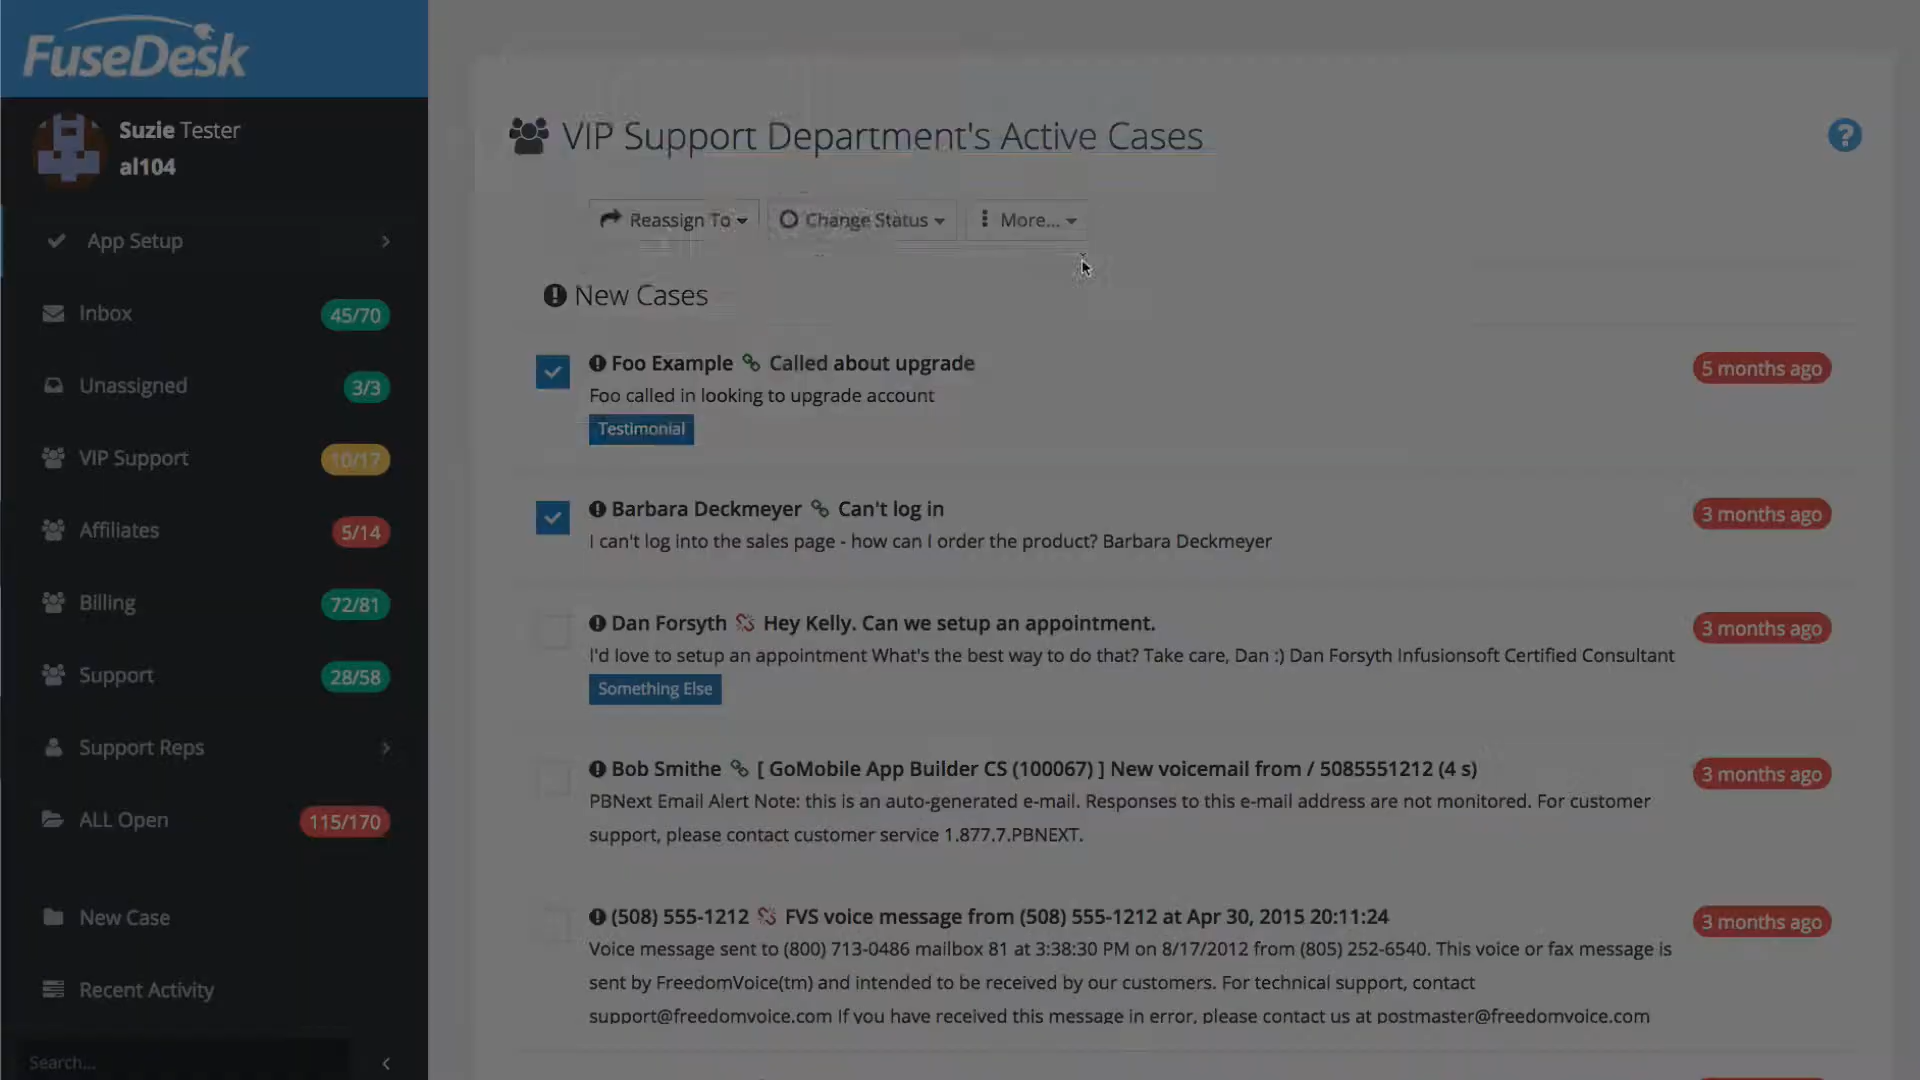 FuseDesk
Suzie Tester
al104
App Setup
Inbox 45/70
Unassigned 3/3
VIP Support 10/17
Affiliates 5/14
Billing 72/81
Support 28/58
Support Reps
ALL Open 115/170
New Case
Recent Activity
Search...
VIP Support Department's Active Cases
?
Reassign To Change Status More...
New Cases
Foo Example Called about upgrade 5 months ago
Foo called in looking to upgrade account
Testimonial
Barbara Deckmeyer Can't log in 3 months ago
I can't log into the sales page - how can I order the product? Barbara Deckmeyer
Dan Forsyth Hey Kelly. Can we setup an appointment. 3 months ago
I'd love to setup an appointment What's the best way to do that? Take care, Dan :) Dan Forsyth Infusionsoft Certified Consultant
Something Else
Bob Smithe [ GoMobile App Builder CS (100067) ] New voicemail from / 5085551212 (4 s) 3 months ago
PBNext Email Alert Note: this is an auto-generated e-mail. Responses to this e-mail address are not monitored. For customer
support, please contact customer service 1.877.7.PBNEXT.
(508) 555-1212 FVS voice message from (508) 555-1212 at Apr 30, 2015 20:11:24 3 months ago
Voice message sent to (800) 713-0486 mailbox 81 at 3:38:30 PM on 8/17/2012 from (805) 252-6540. This voice or fax message is
sent by FreedomVoice(tm) and intended to be received by our customers. For technical support, contact
support@freedomvoice.com If you have received this message in error, please contact us at postmaster@freedomvoice.com